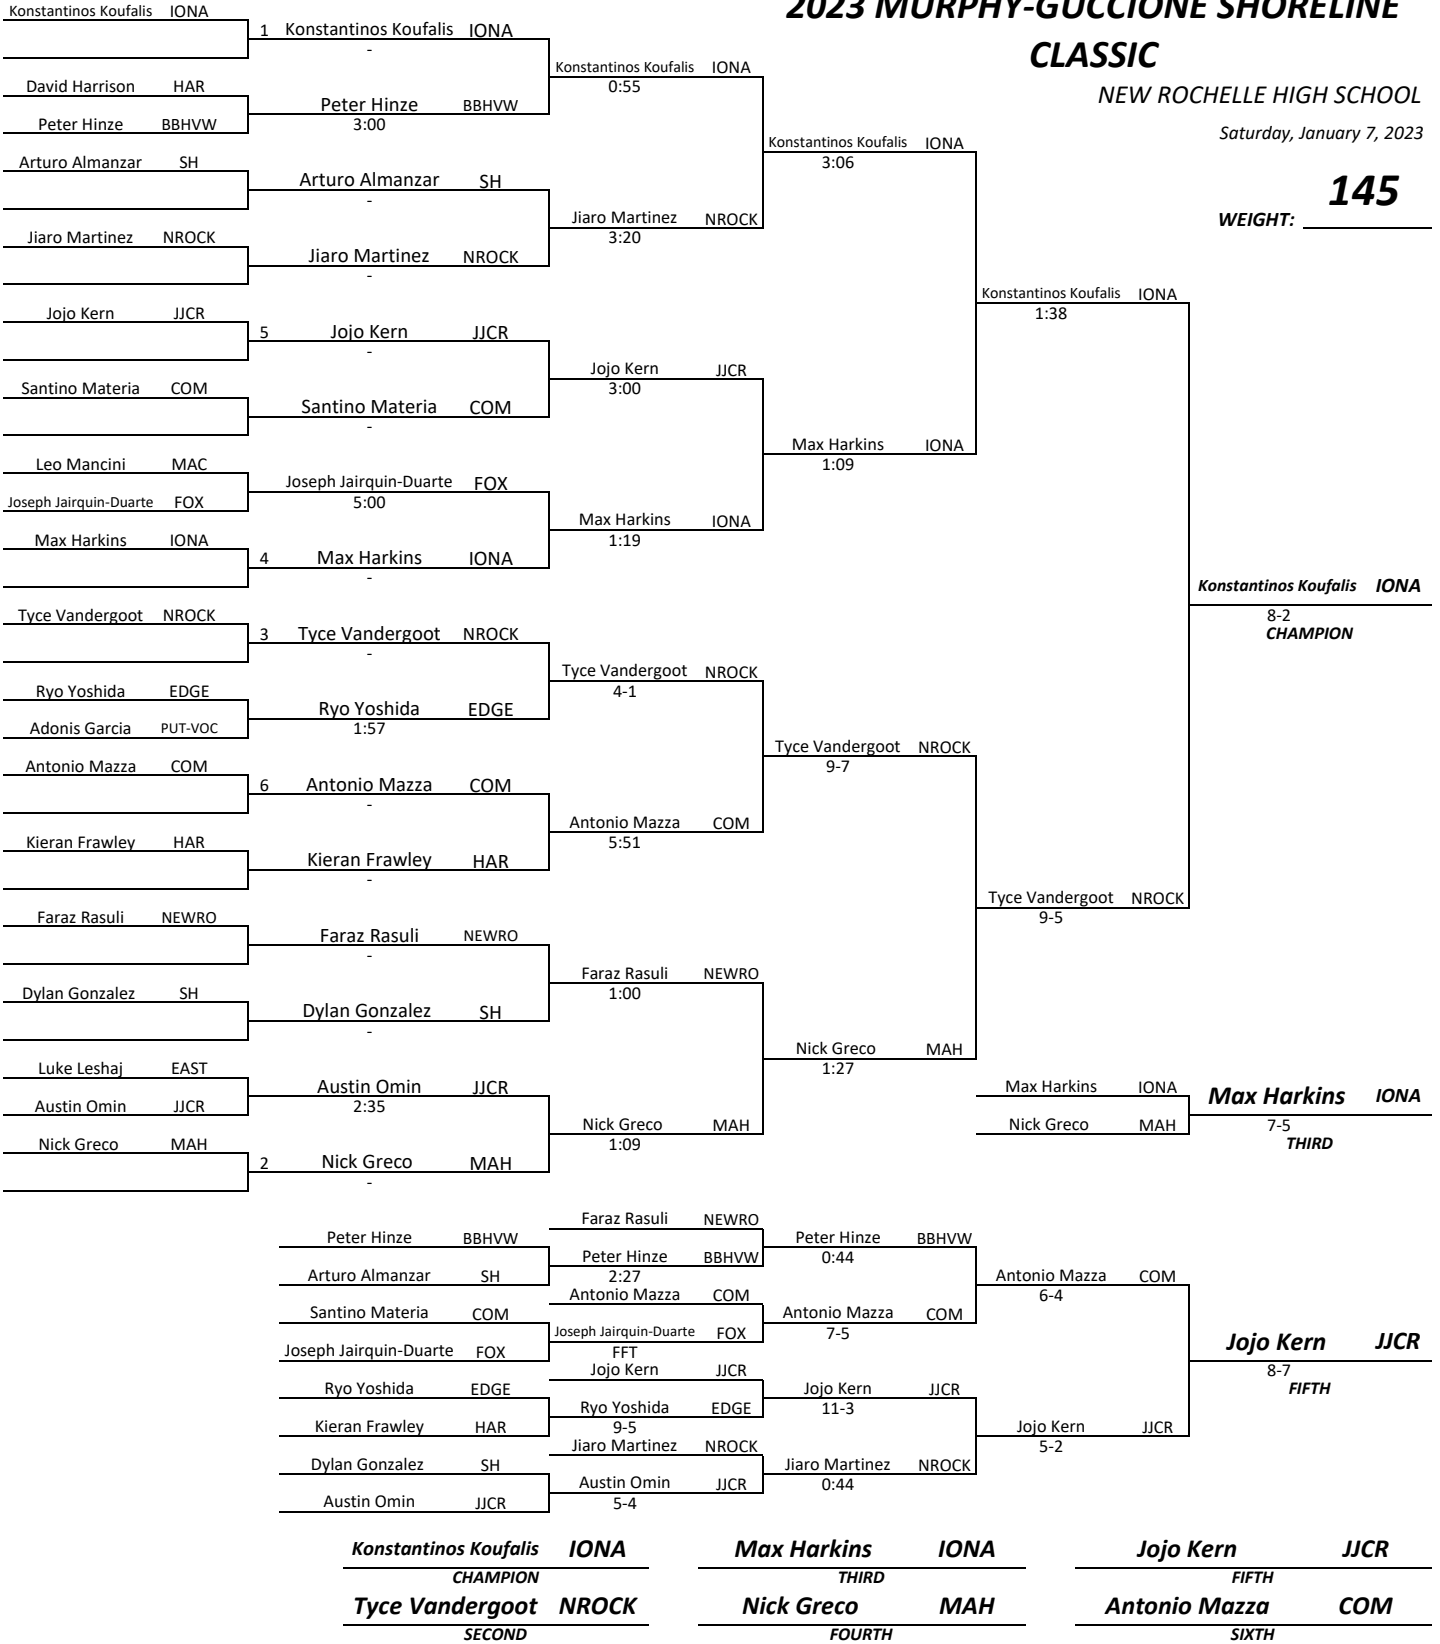 2023 MURPHY-GUCCIONE SHORELINE
CLASSIC
NEW ROCHELLE HIGH SCHOOL
Saturday, January 7, 2023
145
WEIGHT:
Konstantinos Koufalis IONA
David Harrison HAR
Peter Hinze BBHVW
Arturo Almanzar SH
Jiaro Martinez NROCK
Jojo Kern JJCR
Santino Materia COM
Leo Mancini MAC
Joseph Jairquin-Duarte FOX
Max Harkins IONA
Tyce Vandergoot NROCK
Ryo Yoshida EDGE
Adonis Garcia PUT-VOC
Antonio Mazza COM
Kieran Frawley HAR
Faraz Rasuli NEWRO
Dylan Gonzalez SH
Luke Leshaj EAST
Austin Omin JJCR
Nick Greco MAH
1 Konstantinos Koufalis IONA
-
Peter Hinze BBHVW
3:00
Arturo Almanzar SH
-
Jiaro Martinez NROCK
-
5 Jojo Kern JJCR
-
Santino Materia COM
-
Joseph Jairquin-Duarte FOX
5:00
4 Max Harkins IONA
-
3 Tyce Vandergoot NROCK
-
Ryo Yoshida EDGE
1:57
6 Antonio Mazza COM
-
Kieran Frawley HAR
-
Faraz Rasuli NEWRO
-
Dylan Gonzalez SH
-
Austin Omin JJCR
2:35
2 Nick Greco MAH
-
Konstantinos Koufalis IONA
0:55
Jiaro Martinez NROCK
3:20
Jojo Kern JJCR
3:00
Max Harkins IONA
1:19
Tyce Vandergoot NROCK
4-1
Antonio Mazza COM
5:51
Faraz Rasuli NEWRO
1:00
Nick Greco MAH
1:09
Konstantinos Koufalis IONA
3:06
Max Harkins IONA
1:09
Tyce Vandergoot NROCK
9-7
Nick Greco MAH
1:27
Konstantinos Koufalis IONA
1:38
Tyce Vandergoot NROCK
9-5
Konstantinos Koufalis IONA
8-2
CHAMPION
Max Harkins IONA
Nick Greco MAH
Max Harkins IONA
7-5
THIRD
Peter Hinze BBHVW
Arturo Almanzar SH
Santino Materia COM
Joseph Jairquin-Duarte FOX
Ryo Yoshida EDGE
Kieran Frawley HAR
Dylan Gonzalez SH
Austin Omin JJCR
Faraz Rasuli NEWRO
Peter Hinze BBHVW
2:27
Antonio Mazza COM
Joseph Jairquin-Duarte FOX
FFT
Jojo Kern JJCR
Ryo Yoshida EDGE
9-5
Jiaro Martinez NROCK
Austin Omin JJCR
5-4
Peter Hinze BBHVW
0:44
Antonio Mazza COM
7-5
Jojo Kern JJCR
11-3
Jiaro Martinez NROCK
0:44
Antonio Mazza COM
6-4
Jojo Kern JJCR
5-2
Jojo Kern JJCR
8-7
FIFTH
Konstantinos Koufalis IONA
CHAMPION
Tyce Vandergoot NROCK
SECOND
Max Harkins IONA
THIRD
Nick Greco MAH
FOURTH
Jojo Kern JJCR
FIFTH
Antonio Mazza COM
SIXTH